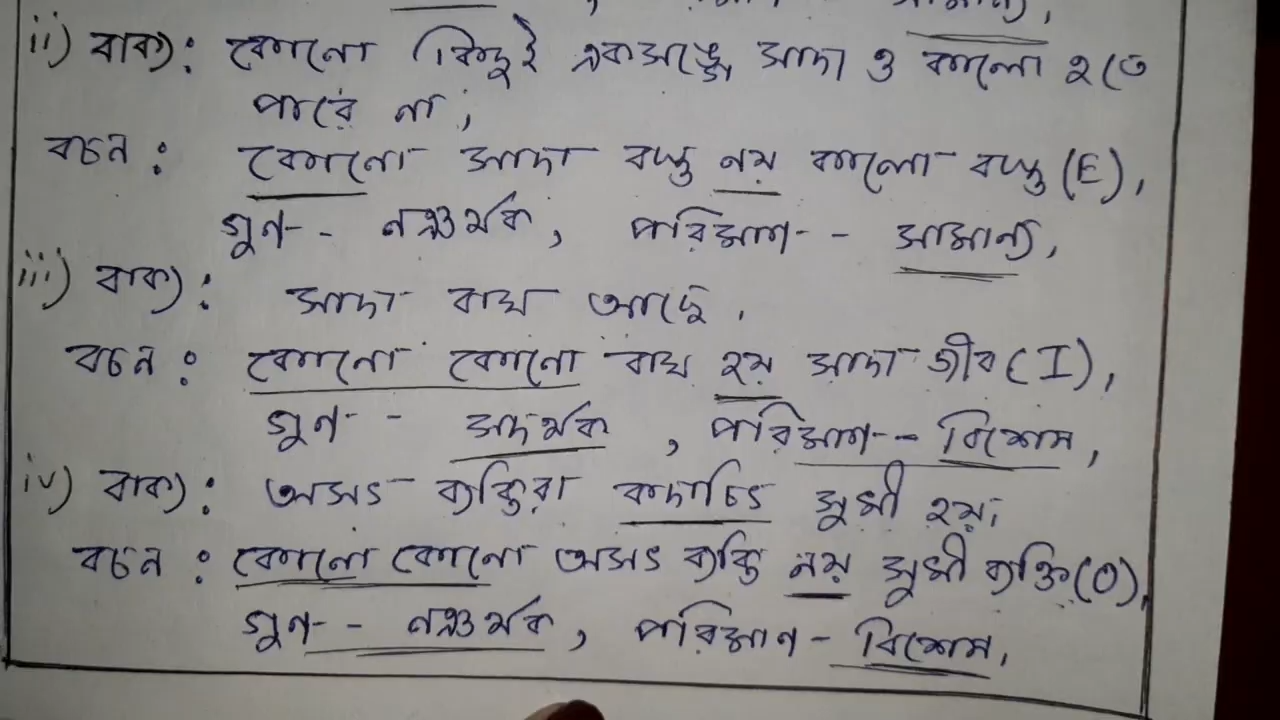 সামান্য,
ii) বাক্য : কোনো কিছুই একসঙ্গে সাদা ও কালো হতে
পারে না,
বচন : কোনো সাদা বস্তু নয় কালো বস্তু (E),
গুণ - নঞর্থক, পরিমাণ - সামান্য,
iii) বাক্য : সাদা বাঘ আছে,
বচন : কোনো কোনো বাঘ হয় সাদা জীব (I),
গুণ - সদর্থক, পরিমাণ - বিশেষ,
iv) বাক্য : অসৎ ব্যক্তিরা কদাচিৎ সুখী হয়।
বচন : কোনো কোনো অসৎ ব্যক্তি নয় সুখী ব্যক্তি (O),
গুণ - নঞর্থক, পরিমাণ - বিশেষ,